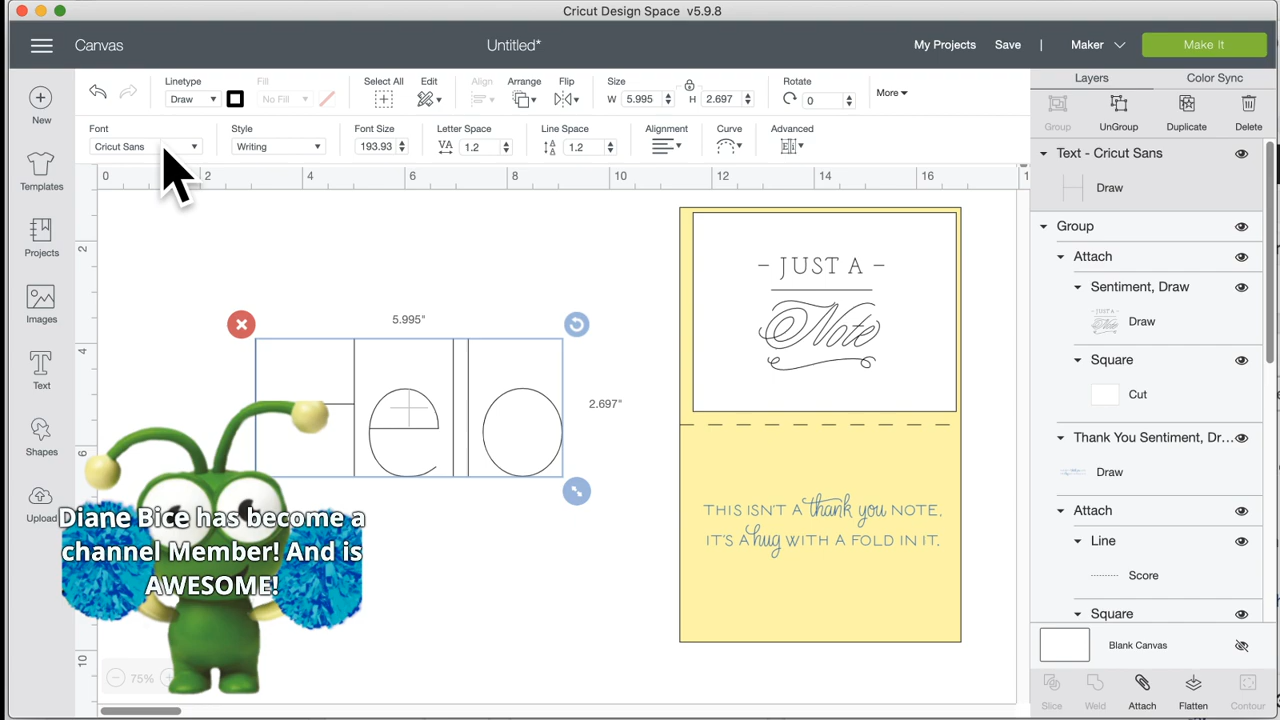 Cricut Design Space v5.9.8
Canvas
Untitled*
My Projects
Save
|
Maker
Make It
Linetype
Draw
Fill
No Fill
Select All
Edit
Align
Arrange
Flip
Size
W 5.995
H 2.697
Rotate
0
More
Font
Cricut Sans
Style
Writing
Font Size
193.93
Letter Space
VA 1.2
Line Space
1.2
Alignment
Curve
Advanced
New
Templates
Projects
Images
Text
Shapes
Upload
0 2 4 6 8 10 12 14 16 1
2
4
6
10
5.995"
2.697"
Hello
- JUST A -
Note
THIS ISN'T A thank you NOTE,
IT'S A hug WITH A FOLD IN IT.
Diane Bice has become a
channel Member! And is
AWESOME!
75%
Layers
Color Sync
Group
UnGroup
Duplicate
Delete
Text - Cricut Sans
Draw
Group
Attach
Sentiment, Draw
Draw
Square
Cut
Thank You Sentiment, Dr...
Draw
Attach
Line
Score
Square
Blank Canvas
Slice
Weld
Attach
Flatten
Contour